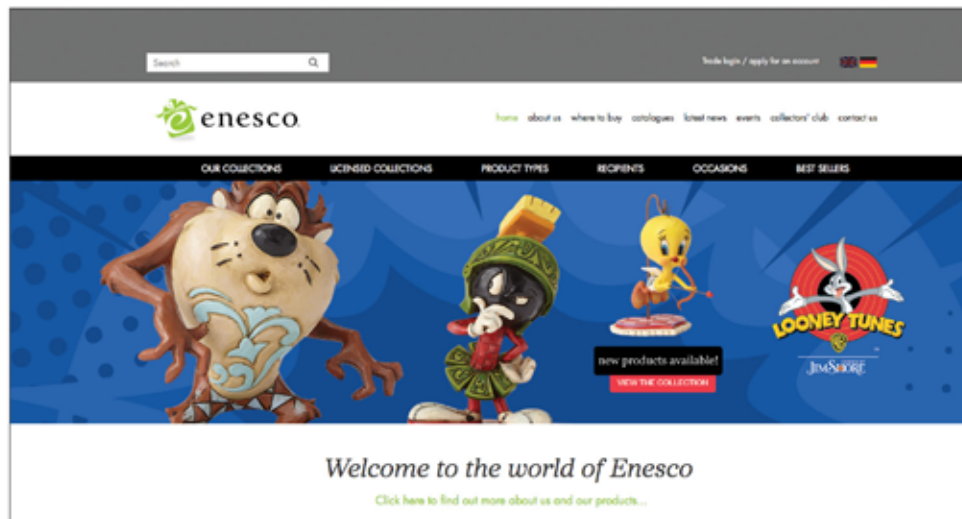 Search
Trade login / apply for an account
enesco.
home about us where to buy catalogues latest news events collectors' club contact us
OUR COLLECTIONS LICENSED COLLECTIONS PRODUCT TYPES RECIPIENTS OCCASIONS BEST SELLERS
LOONEY TUNES
new products available!
JIM SHORE
VIEW THE COLLECTION
Welcome to the world of Enesco
Click here to find out more about us and our products...